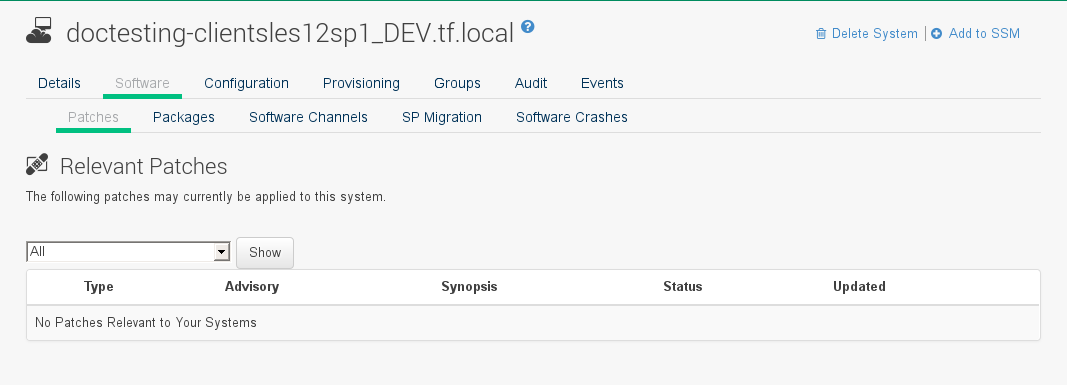 doctesting-clientsles12sp1_DEV.tf.local ?
Delete System | Add to SSM
Details Software Configuration Provisioning Groups Audit Events
Patches Packages Software Channels SP Migration Software Crashes
Relevant Patches
The following patches may currently be applied to this system.
All Show
Type Advisory Synopsis Status Updated
No Patches Relevant to Your Systems